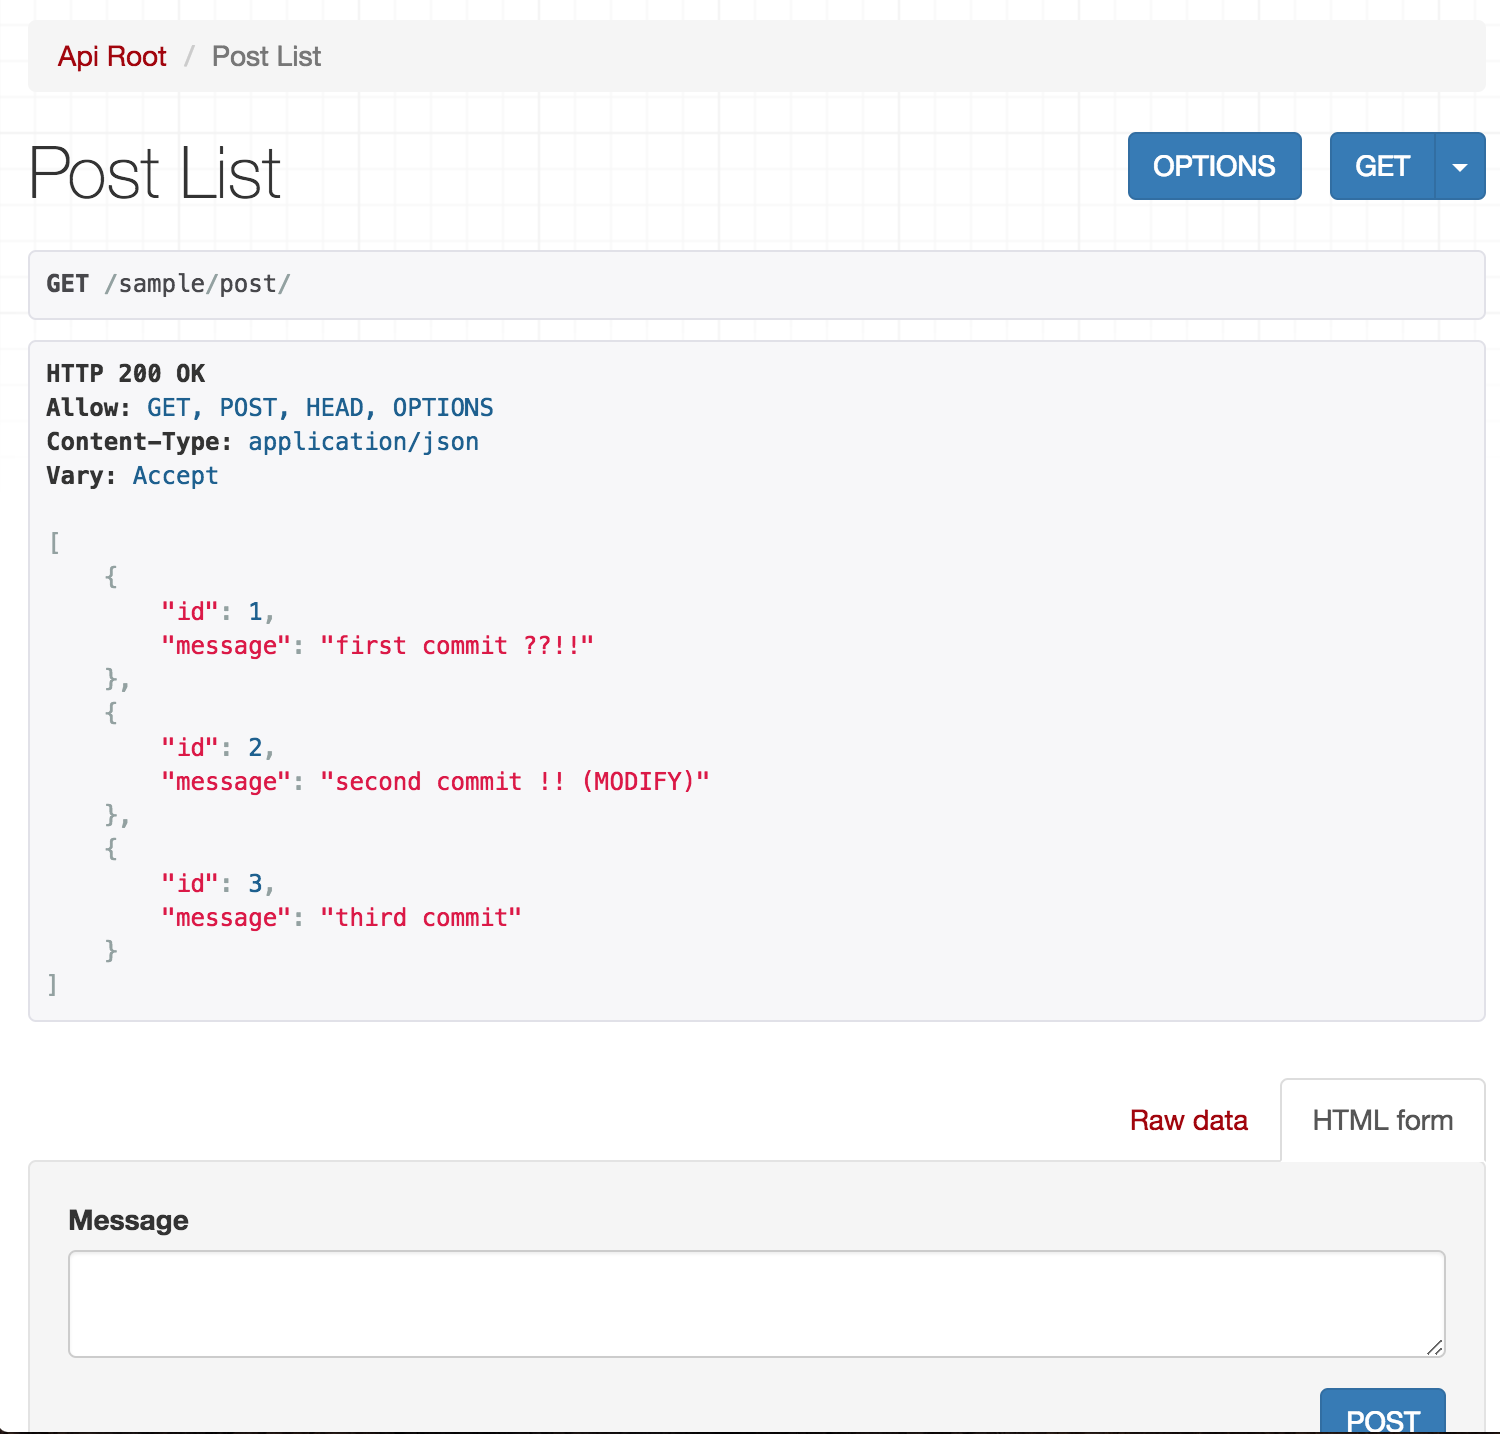 Api Root / Post List
Post List
OPTIONS
GET
GET /sample/post/
HTTP 200 OK
Allow: GET, POST, HEAD, OPTIONS
Content-Type: application/json
Vary: Accept
[
    {
        "id": 1,
        "message": "first commit ??!!"
    },
    {
        "id": 2,
        "message": "second commit !! (MODIFY)"
    },
    {
        "id": 3,
        "message": "third commit"
    }
]
Raw data
HTML form
Message
POST